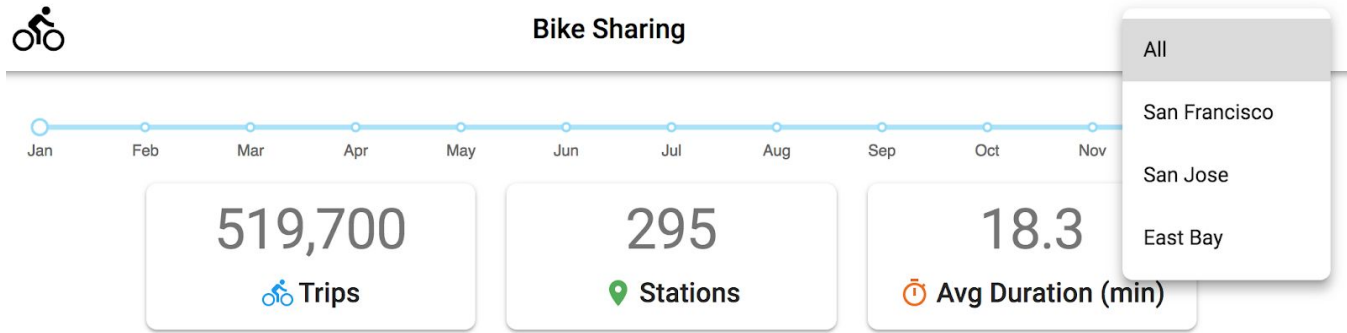 Bike Sharing
All
San Francisco
San Jose
East Bay
Jan Feb Mar Apr May Jun Jul Aug Sep Oct Nov
519,700
Trips
295
Stations
18.3
Avg Duration (min)